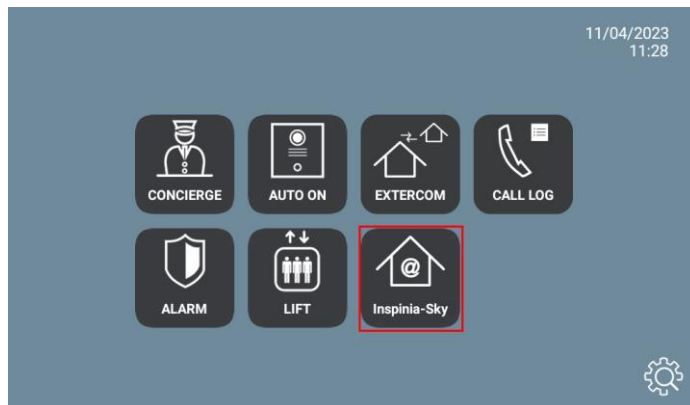 11/04/2023
11:28
CONCIERGE
AUTO ON
EXTERCOM
CALL LOG
ALARM
LIFT
@
Inspinia-Sky